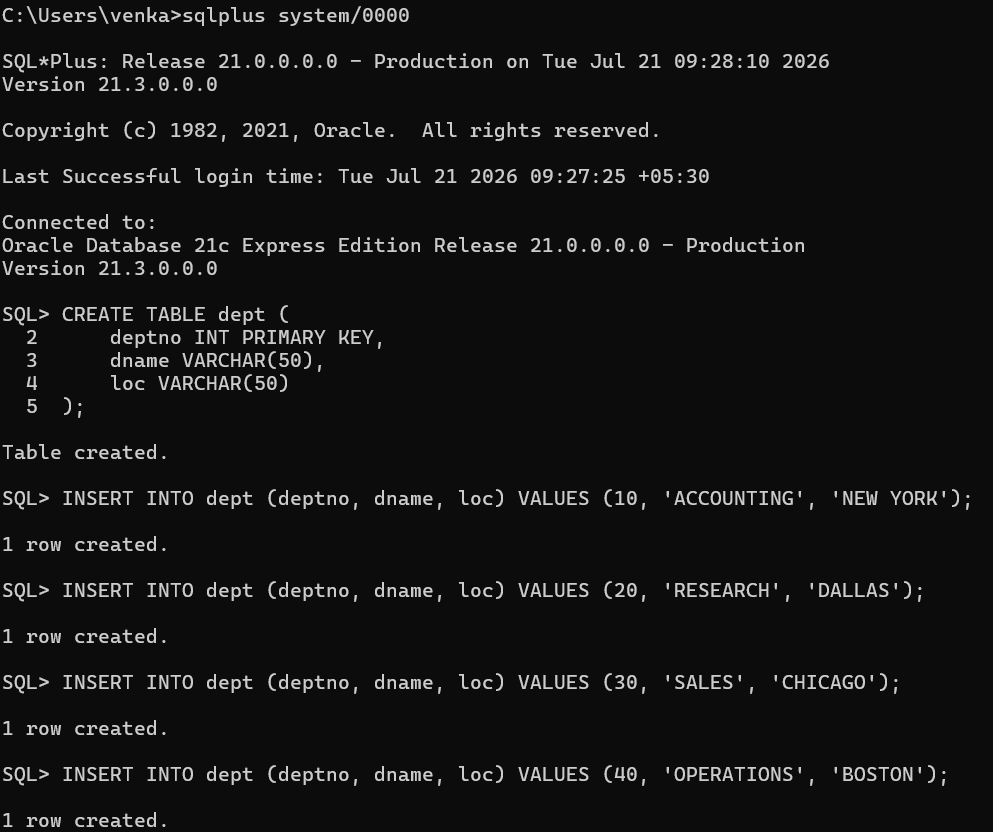 C:\Users\venka>sqlplus system/0000
SQL*Plus: Release 21.0.0.0.0 - Production on Tue Jul 21 09:28:10 2026
Version 21.3.0.0.0
Copyright (c) 1982, 2021, Oracle.  All rights reserved.
Last Successful login time: Tue Jul 21 2026 09:27:25 +05:30
Connected to:
Oracle Database 21c Express Edition Release 21.0.0.0.0 - Production
Version 21.3.0.0.0
SQL> CREATE TABLE dept (
  2      deptno INT PRIMARY KEY,
  3      dname VARCHAR(50),
  4      loc VARCHAR(50)
  5  );
Table created.
SQL> INSERT INTO dept (deptno, dname, loc) VALUES (10, 'ACCOUNTING', 'NEW YORK');
1 row created.
SQL> INSERT INTO dept (deptno, dname, loc) VALUES (20, 'RESEARCH', 'DALLAS');
1 row created.
SQL> INSERT INTO dept (deptno, dname, loc) VALUES (30, 'SALES', 'CHICAGO');
1 row created.
SQL> INSERT INTO dept (deptno, dname, loc) VALUES (40, 'OPERATIONS', 'BOSTON');
1 row created.